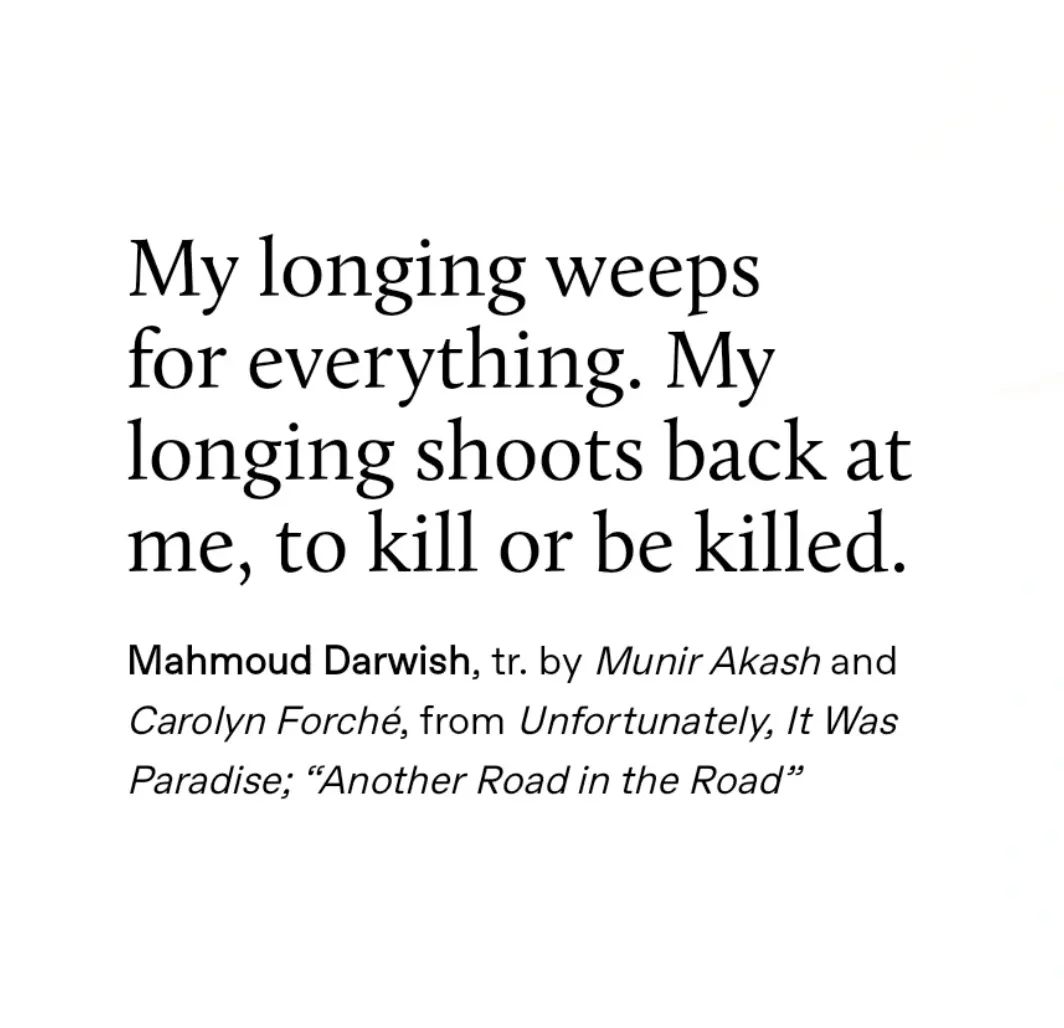 My longing weeps
for everything. My
longing shoots back at
me, to kill or be killed.
Mahmoud Darwish, tr. by Munir Akash and
Carolyn Forché, from Unfortunately, It Was
Paradise; “Another Road in the Road”